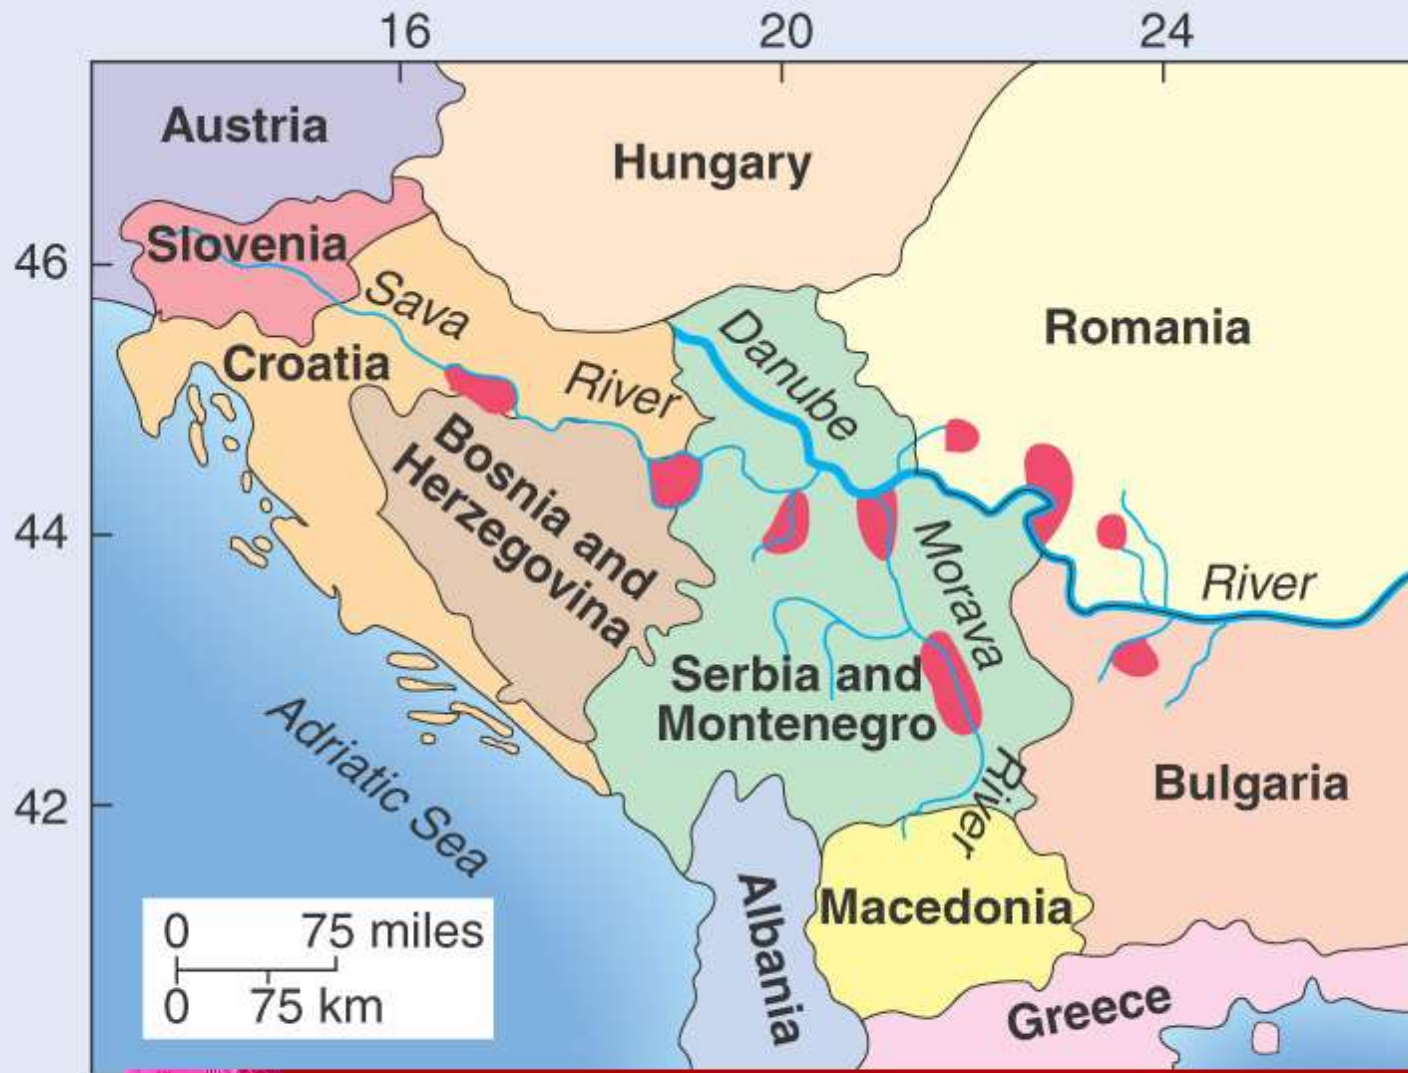 16 20 24
Austria
Hungary
Slovenia
46
Sava
River
Danube
Romania
Croatia
Bosnia and
Herzegovina
44
Morava
River
River
Serbia and
Montenegro
Adriatic Sea
42
Bulgaria
Albania
Macedonia
Greece
0 75 miles
0 75 km